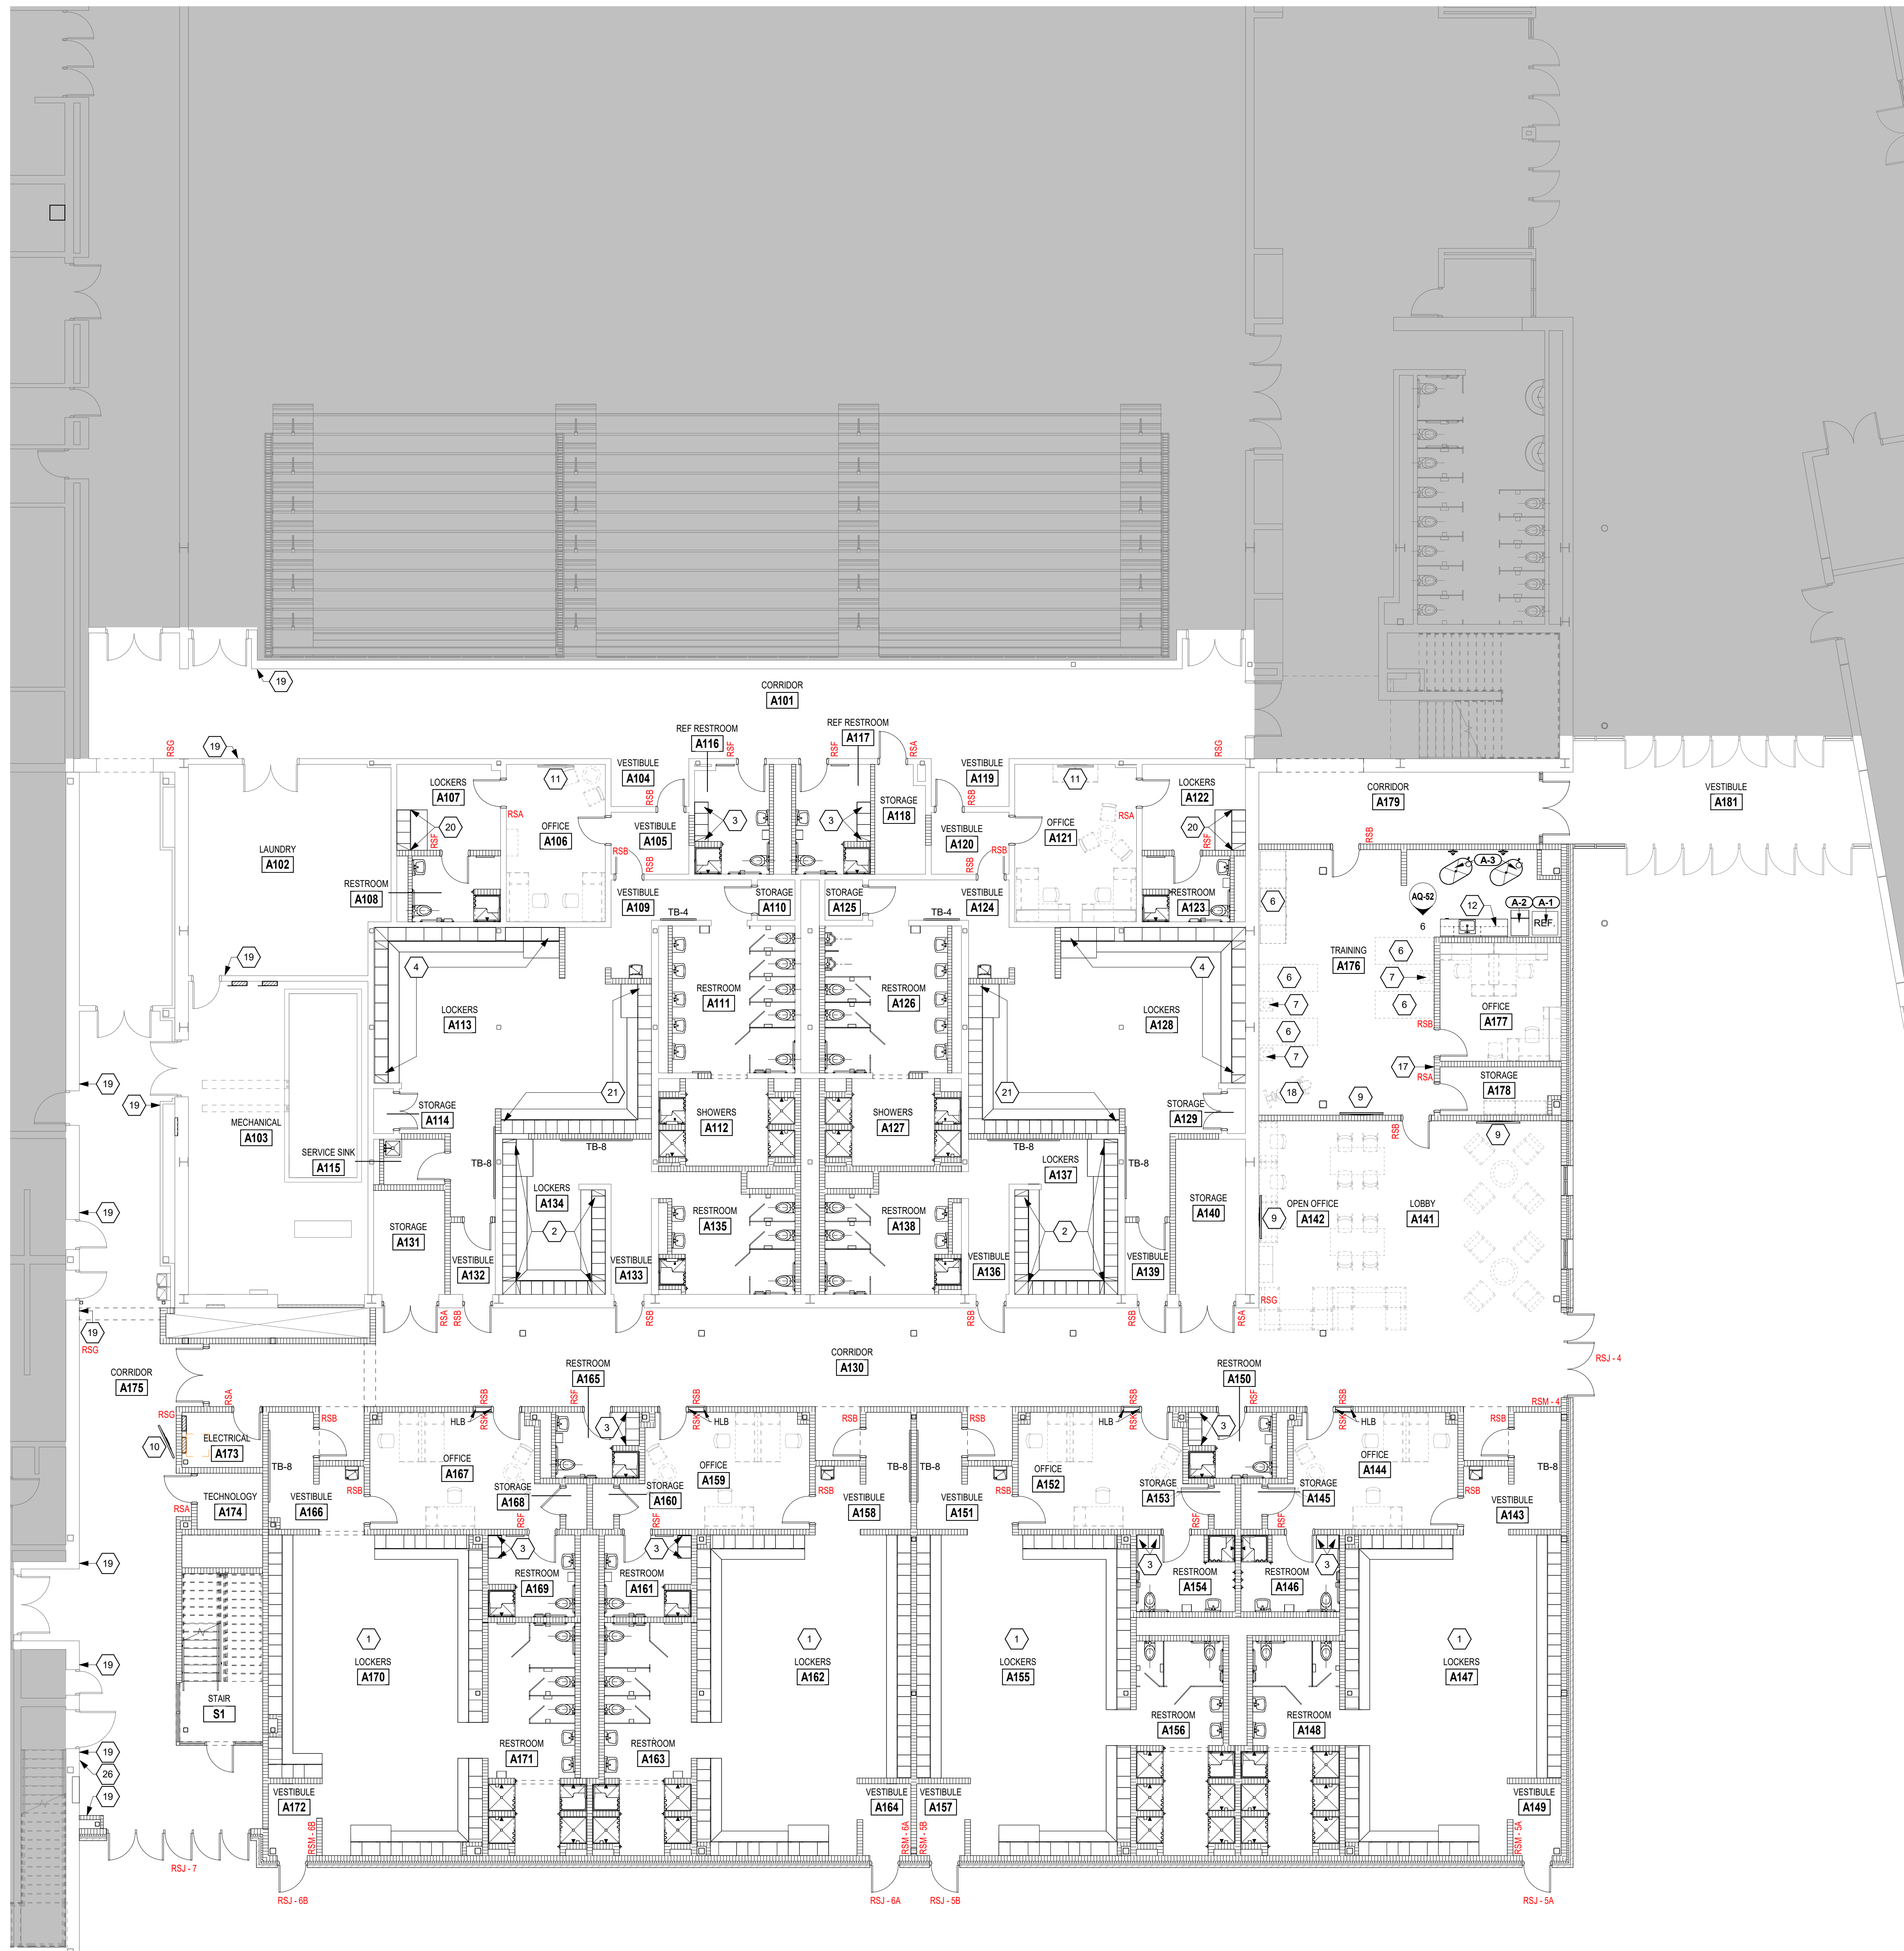 19
CORRIDOR
A101
REF RESTROOM
A116
REF RESTROOM
A117
RSG
19
RSF
RSF
RSA
RSG
LOCKERS
A107
11
VESTIBULE
A104
VESTIBULE
A119
11
LOCKERS
A122
CORRIDOR
A179
VESTIBULE
A181
RSB
RSB
STORAGE
A118
20
RSF
RSA
OFFICE
A106
VESTIBULE
A105
3
3
VESTIBULE
A120
OFFICE
A121
RSA
20
RSF
RSB
LAUNDRY
A102
RSB
RSB
RSB
A-3
RESTROOM
A108
VESTIBULE
A109
STORAGE
A110
STORAGE
A125
VESTIBULE
A124
RESTROOM
A123
6
AQ-52
6
12
A-2
A-1
REF.
TB-4
TB-4
19
4
4
TRAINING
A176
6
6
7
7
6
RESTROOM
A111
RESTROOM
A126
OFFICE
A177
LOCKERS
A113
LOCKERS
A128
RSB
6
7
19
19
17
RSA
STORAGE
A178
18
9
21
21
STORAGE
A114
SHOWERS
A112
SHOWERS
A127
STORAGE
A129
MECHANICAL
A103
RSB
9
SERVICE SINK
A115
TB-8
TB-8
TB-8
TB-8
LOCKERS
A134
LOCKERS
A137
STORAGE
A131
2
RESTROOM
A135
RESTROOM
A138
2
STORAGE
A140
OPEN OFFICE
A142
LOBBY
A141
9
19
VESTIBULE
A132
VESTIBULE
A133
VESTIBULE
A136
VESTIBULE
A139
RSG
RSA
RSB
RSB
RSB
RSB
RSA
19
RSG
CORRIDOR
A175
CORRIDOR
A130
RESTROOM
A165
RESTROOM
A150
RSJ - 4
RSA
RSB
RSF
RSB
RSB
RSF
RSB
RSM - 4
RSG
RSB
HLB
RSK
3
RSK
HLB
RSB
RSB
HLB
RSK
3
RSK
HLB
RSB
10
ELECTRICAL
A173
TB-8
OFFICE
A167
OFFICE
A159
TB-8
TB-8
OFFICE
A152
OFFICE
A144
TB-8
RSA
TECHNOLOGY
A174
VESTIBULE
A166
RSB
STORAGE
A168
STORAGE
A160
RSB
VESTIBULE
A158
VESTIBULE
A151
RSB
STORAGE
A153
STORAGE
A145
RSB
VESTIBULE
A143
RSF
RSF
RSF
RSF
19
3
3
3
3
RESTROOM
A169
RESTROOM
A161
RESTROOM
A154
RESTROOM
A146
1
LOCKERS
A170
1
LOCKERS
A162
1
LOCKERS
A155
1
LOCKERS
A147
19
STAIR
S1
RESTROOM
A156
RESTROOM
A148
RESTROOM
A171
RESTROOM
A163
19
26
19
VESTIBULE
A172
VESTIBULE
A164
VESTIBULE
A157
VESTIBULE
A149
RSM - 6B
RSM - 6A
RSM - 5B
RSM - 5A
RSJ - 7
RSJ - 6B
RSJ - 6A
RSJ - 5B
RSJ - 5A